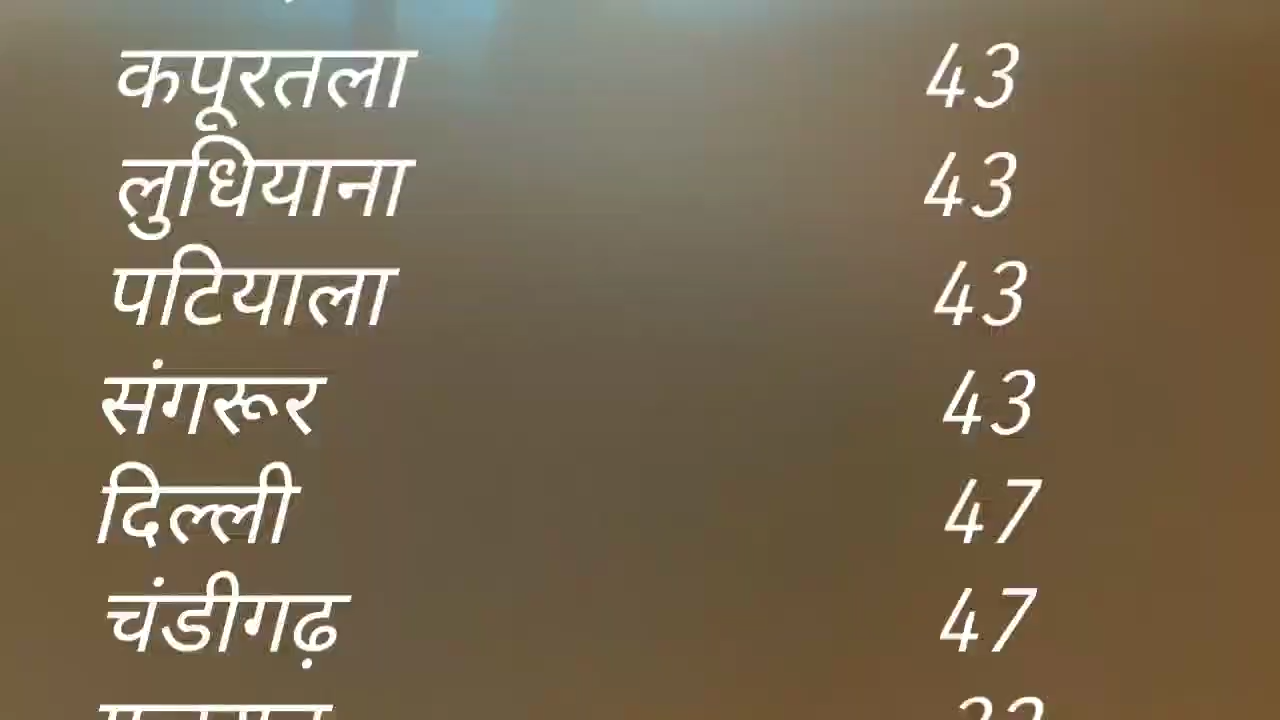 कपूरतला 43
लुधियाना 43
पटियाला 43
संगरूर 43
दिल्ली 47
चंडीगढ़ 47